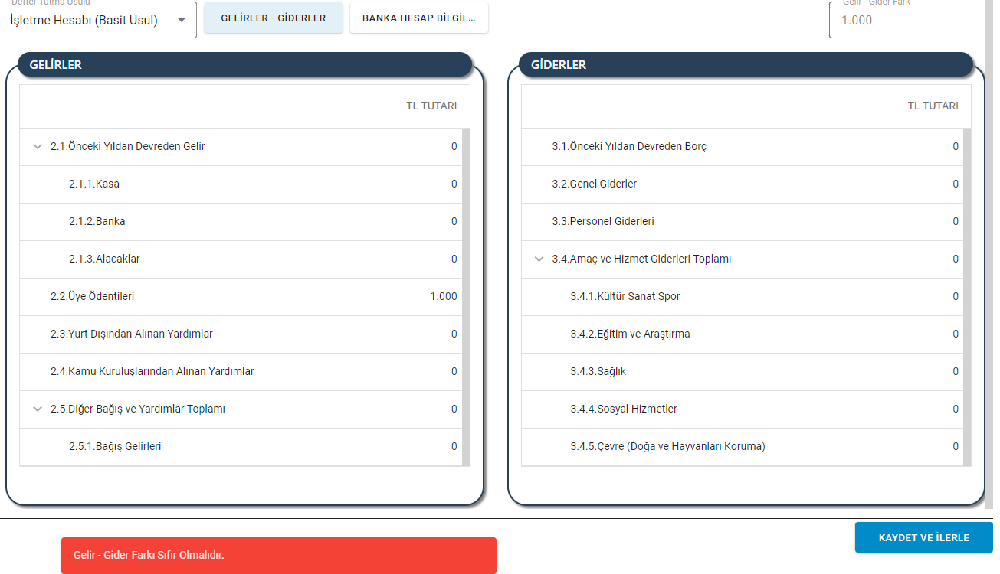 Defter Tutma Usulü
Gelir - Gider Fark
İşletme Hesabı (Basit Usul)
GELİRLER - GİDERLER
BANKA HESAP BİLGİL...
1.000
GELİRLER
TL TUTARI
2.1.Önceki Yıldan Devreden Gelir 0
2.1.1.Kasa 0
2.1.2.Banka 0
2.1.3.Alacaklar 0
2.2.Üye Ödentileri 1.000
2.3.Yurt Dışından Alınan Yardımlar 0
2.4.Kamu Kuruluşlarından Alınan Yardımlar 0
2.5.Diğer Bağış ve Yardımlar Toplamı 0
2.5.1.Bağış Gelirleri 0
GİDERLER
TL TUTARI
3.1.Önceki Yıldan Devreden Borç 0
3.2.Genel Giderler 0
3.3.Personel Giderleri 0
3.4.Amaç ve Hizmet Giderleri Toplamı 0
3.4.1.Kültür Sanat Spor 0
3.4.2.Eğitim ve Araştırma 0
3.4.3.Sağlık 0
3.4.4.Sosyal Hizmetler 0
3.4.5.Çevre (Doğa ve Hayvanları Koruma) 0
KAYDET VE İLERLE
Gelir - Gider Farkı Sıfır Olmalıdır.